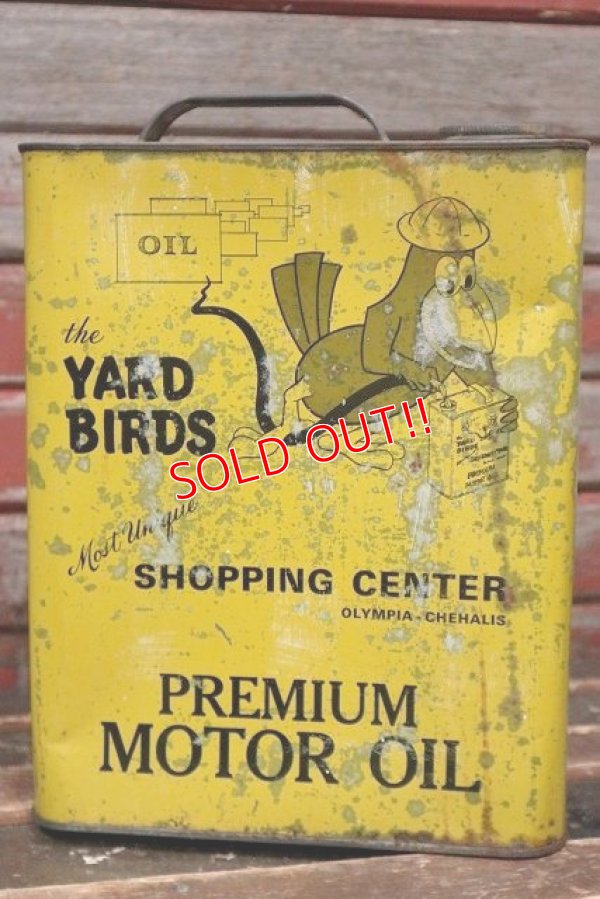 OIL
the
YARD
BIRDS
SOLD OUT!!
Most Unique
SHOPPING CENTER
OLYMPIA - CHEHALIS
PREMIUM
MOTOR OIL